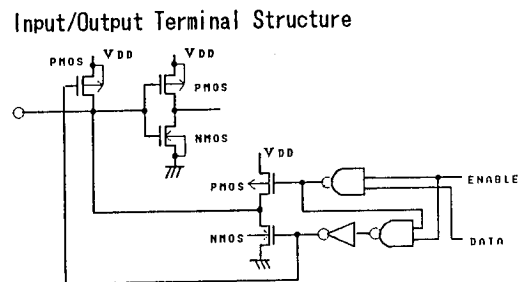 Input/Output Terminal Structure
PMOS
VDD
VDD
PMOS
NMOS
VDD
PMOS
ENABLE
NMOS
DATA